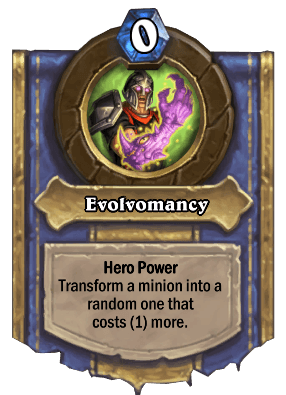 0
Evolvomancy
Hero Power
Transform a minion into a
random one that
costs (1) more.